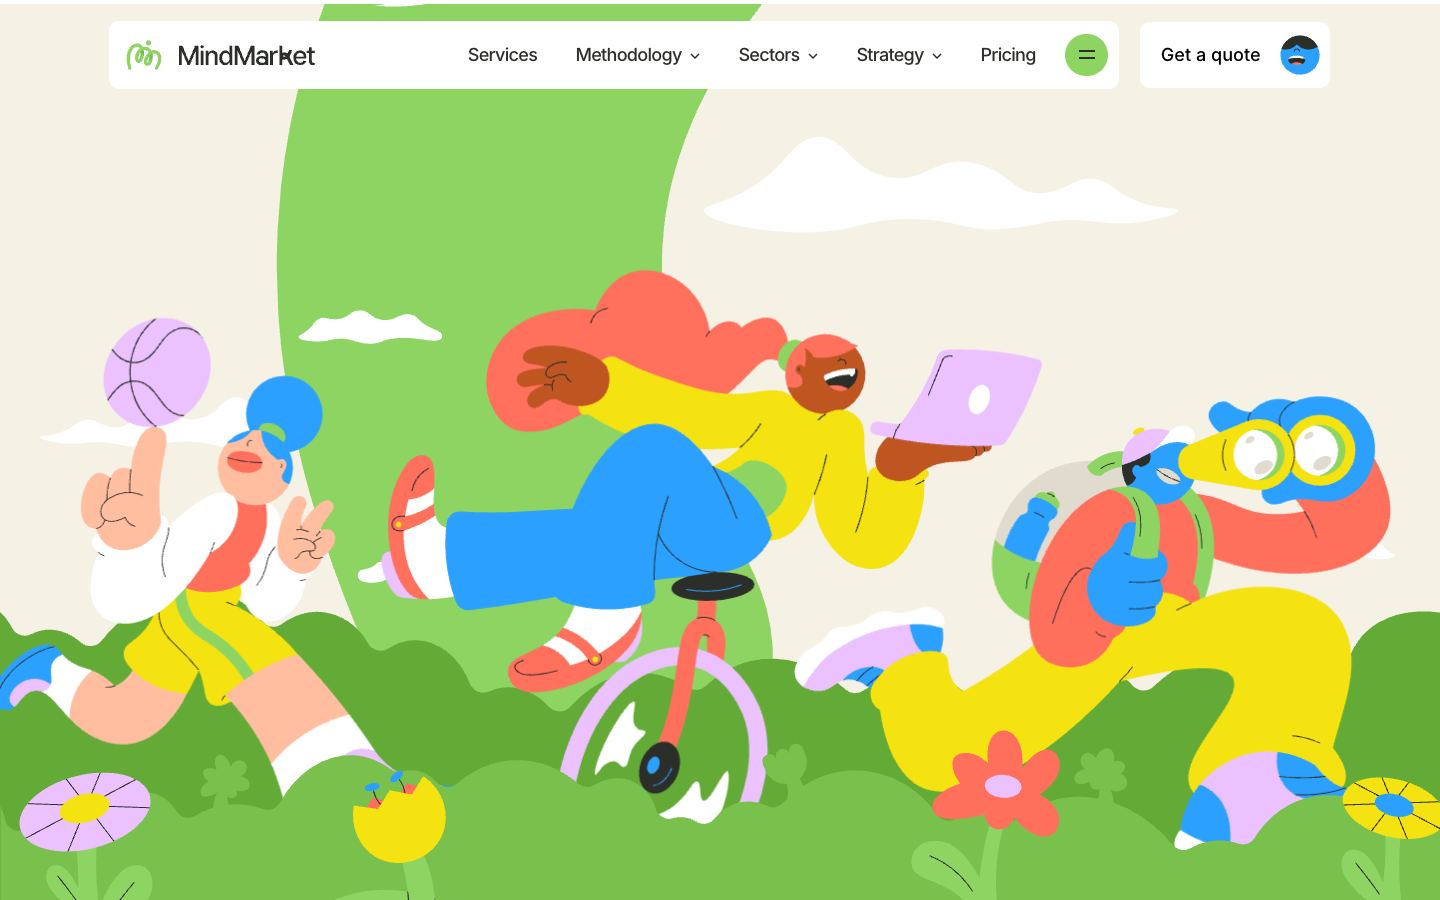 MindMarket
Services
Methodology
Sectors
Strategy
Pricing
Get a quote